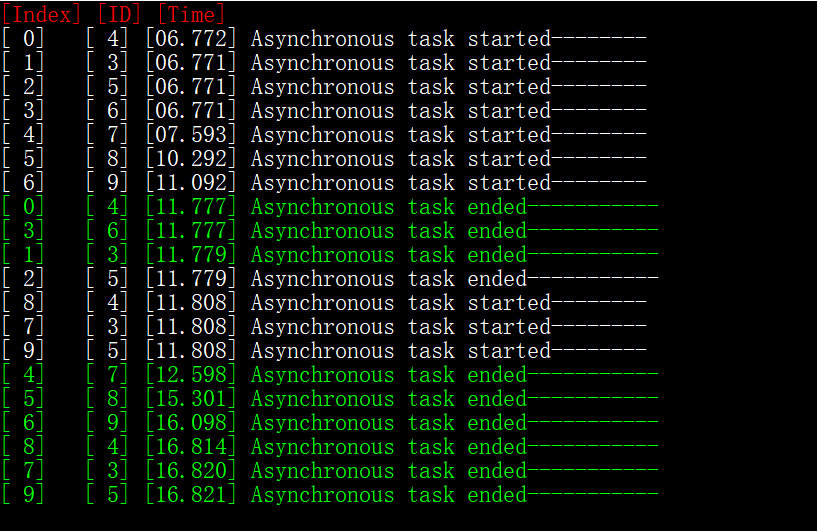 [Index] [ID] [Time]
[ 0] [ 4] [06.772] Asynchronous task started--------
[ 1] [ 3] [06.771] Asynchronous task started--------
[ 2] [ 5] [06.771] Asynchronous task started--------
[ 3] [ 6] [06.771] Asynchronous task started--------
[ 4] [ 7] [07.593] Asynchronous task started--------
[ 5] [ 8] [10.292] Asynchronous task started--------
[ 6] [ 9] [11.092] Asynchronous task started--------
[ 0] [ 4] [11.777] Asynchronous task ended-----------
[ 3] [ 6] [11.777] Asynchronous task ended-----------
[ 1] [ 3] [11.779] Asynchronous task ended-----------
[ 2] [ 5] [11.779] Asynchronous task ended-----------
[ 8] [ 4] [11.808] Asynchronous task started--------
[ 7] [ 3] [11.808] Asynchronous task started--------
[ 9] [ 5] [11.808] Asynchronous task started--------
[ 4] [ 7] [12.598] Asynchronous task ended-----------
[ 5] [ 8] [15.301] Asynchronous task ended-----------
[ 6] [ 9] [16.098] Asynchronous task ended-----------
[ 8] [ 4] [16.814] Asynchronous task ended-----------
[ 7] [ 3] [16.820] Asynchronous task ended-----------
[ 9] [ 5] [16.821] Asynchronous task ended-----------